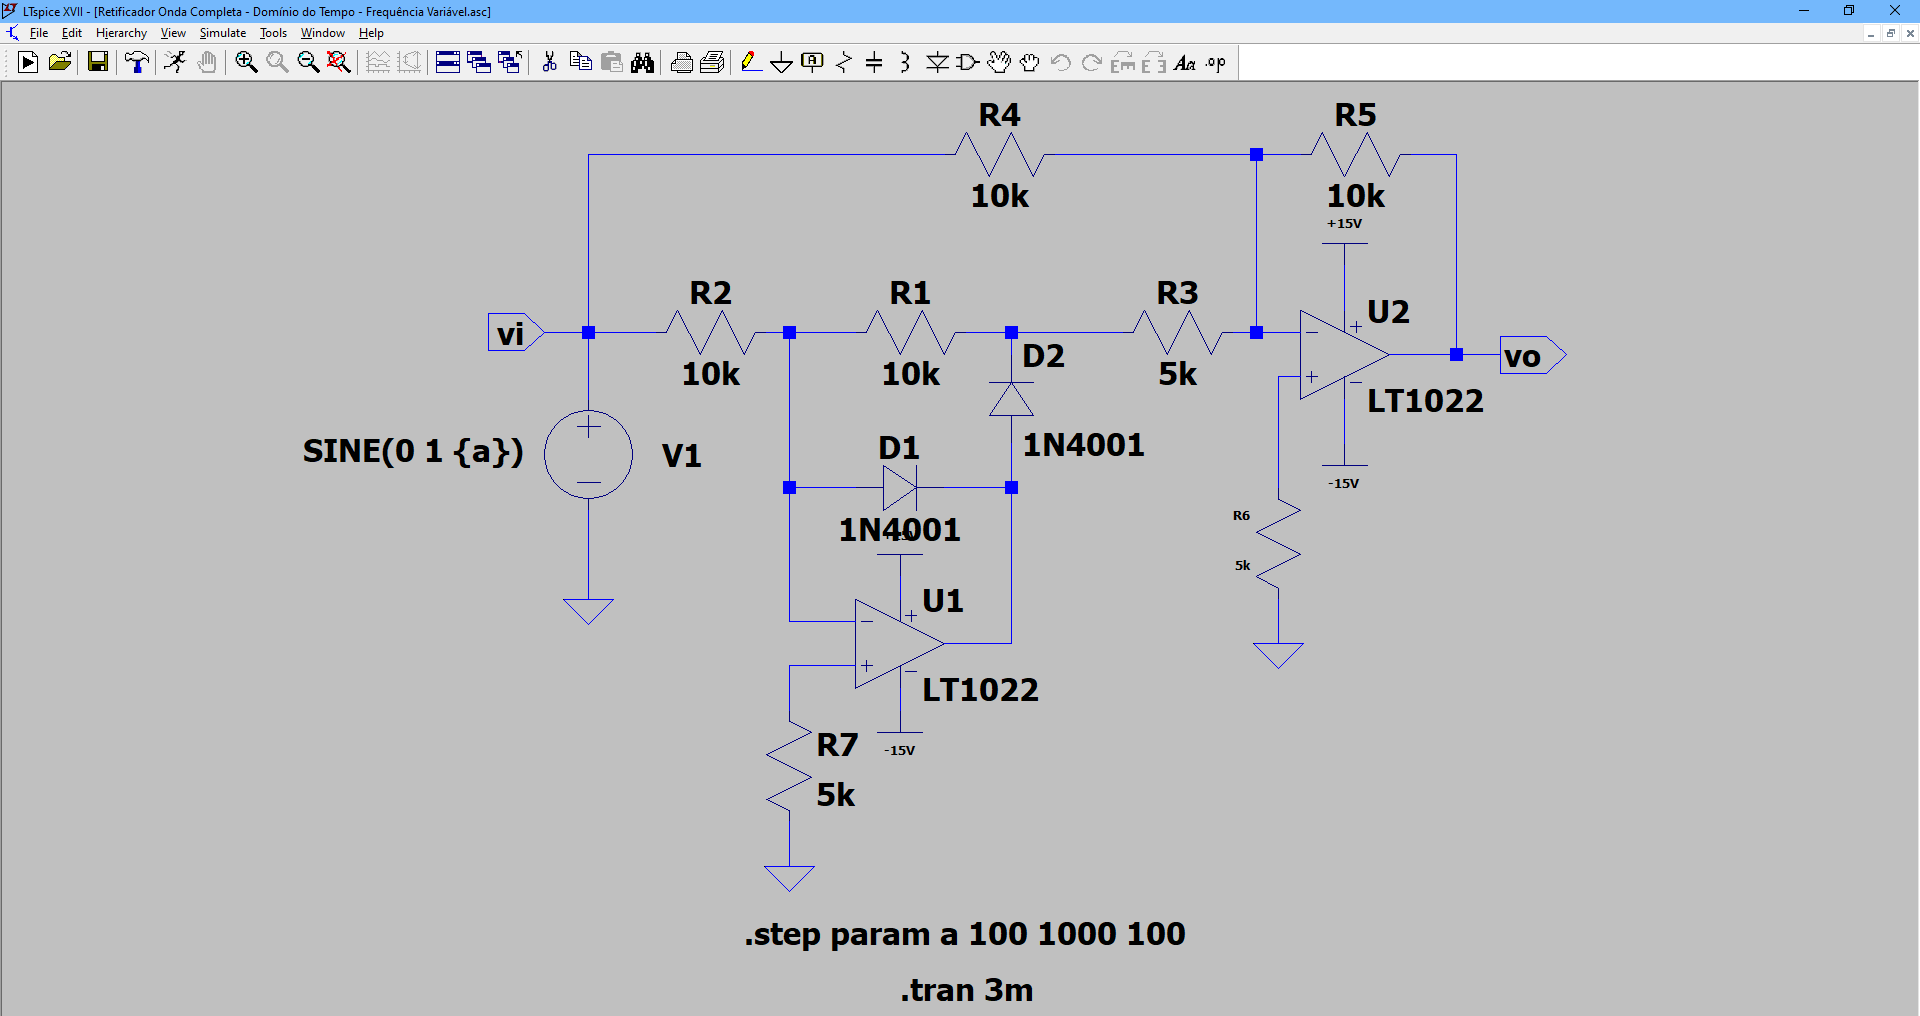 LTspice XVII - [Retificador Onda Completa - Domínio do Tempo - Frequência Variável.asc]
File Edit Hierarchy View Simulate Tools Window Help
.op
R4
R5
10k
10k
+15V
R2
R1
R3
U2
vi
10k
10k
5k
D2
vo
LT1022
SINE(0 1 {a})
V1
D1
1N4001
-15V
1N4001
R6
5k
U1
LT1022
R7
-15V
5k
.step param a 100 1000 100
.tran 3m